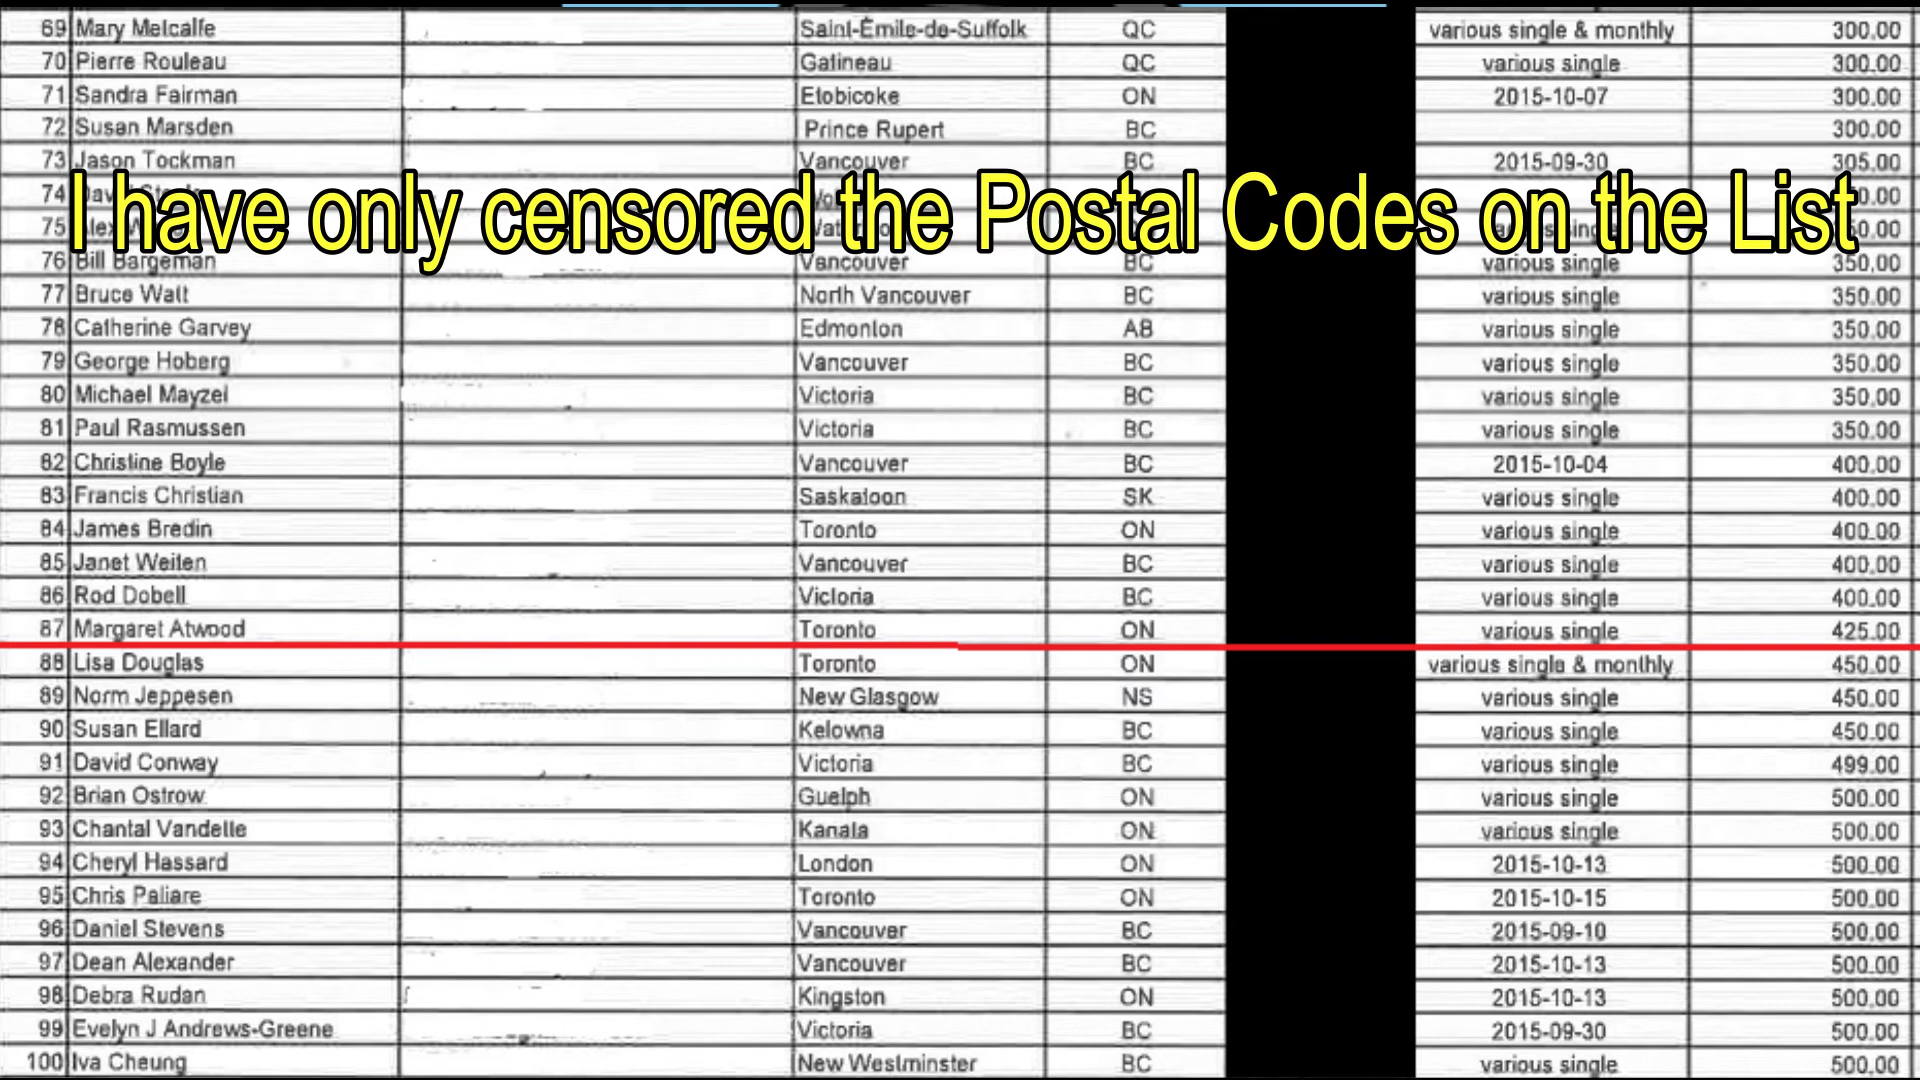 69 Mary Metcalfe Saint-Émile-de-Suffolk QC various single & monthly 300.00
70 Pierre Rouleau Gatineau QC various single 300.00
71 Sandra Fairman Etobicoke ON 2015-10-07 300.00
72 Susan Marsden Prince Rupert BC 300.00
73 Jason Tockman Vancouver BC 2015-09-30 305.00
74
I have only censored the Postal Codes on the List
75
76 Bill Bargeman Vancouver BC various single 350.00
77 Bruce Watt North Vancouver BC various single 350.00
78 Catherine Garvey Edmonton AB various single 350.00
79 George Hoberg Vancouver BC various single 350.00
80 Michael Mayzel Victoria BC various single 350.00
81 Paul Rasmussen Victoria BC various single 350.00
82 Christine Boyle Vancouver BC 2015-10-04 400.00
83 Francis Christian Saskatoon SK various single 400.00
84 James Bredin Toronto ON various single 400.00
85 Janet Weiten Vancouver BC various single 400.00
86 Rod Dobell Victoria BC various single 400.00
87 Margaret Atwood Toronto ON various single 425.00
88 Lisa Douglas Toronto ON various single & monthly 450.00
89 Norm Jeppesen New Glasgow NS various single 450.00
90 Susan Ellard Kelowna BC various single 450.00
91 David Conway Victoria BC various single 499.00
92 Brian Ostrow Guelph ON various single 500.00
93 Chantal Vandette Kanata ON various single 500.00
94 Cheryl Hassard London ON 2015-10-13 500.00
95 Chris Paliare Toronto ON 2015-10-15 500.00
96 Daniel Stevens Vancouver BC 2015-09-10 500.00
97 Dean Alexander Vancouver BC 2015-10-13 500.00
98 Debra Rudan Kingston ON 2015-10-13 500.00
99 Evelyn J Andrews-Greene Victoria BC 2015-09-30 500.00
100 Iva Cheung New Westminster BC various single 500.00